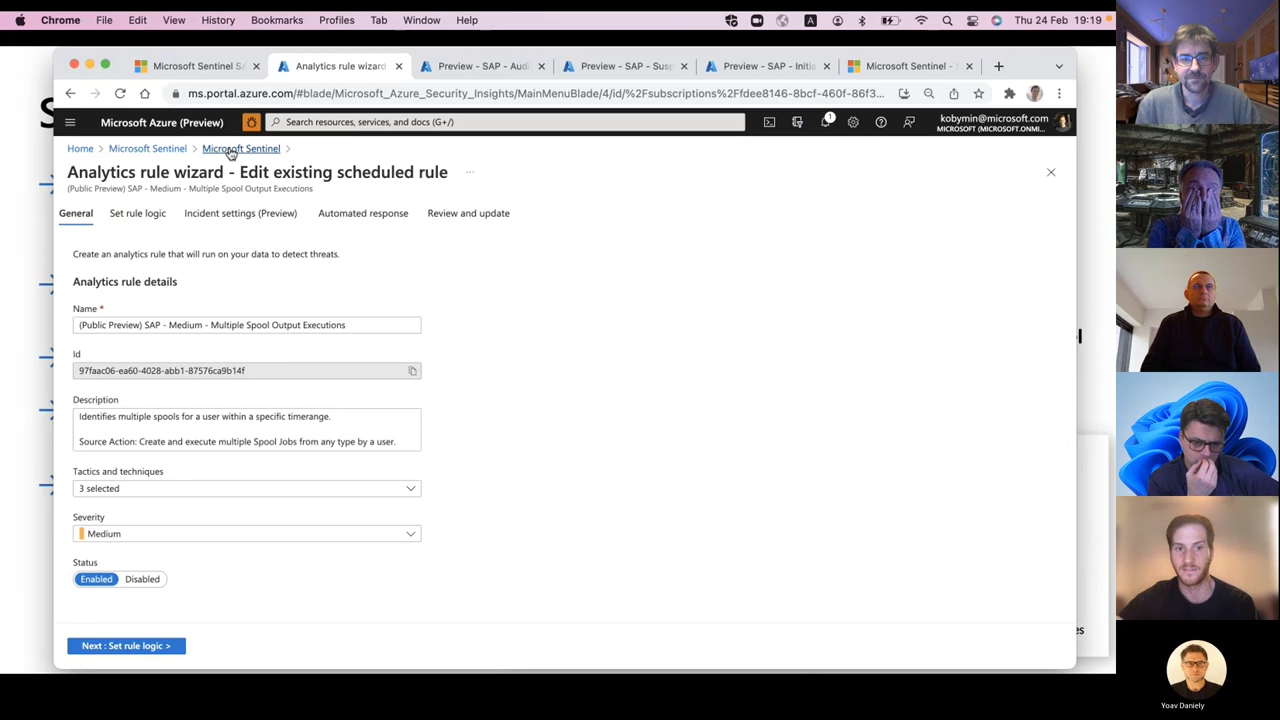 Chrome File Edit View History Bookmarks Profiles Tab Window Help
A Thu 24 Feb 19:19
Microsoft Sentinel SA
Analytics rule wizard
Preview - SAP - Aud
Preview - SAP - Susp
Preview - SAP - Initia
Microsoft Sentinel - S
ms.portal.azure.com/#blade/Microsoft_Azure_Security_Insights/MainMenuBlade/4/id/%2Fsubscriptions%2Ffdee8146-8bcf-460f-86f3...
Microsoft Azure (Preview)
Search resources, services, and docs (G+/)
1
kobymin@microsoft.com
MICROSOFT (MICROSOFT.ONMI...
Home > Microsoft Sentinel > Microsoft Sentinel >
Analytics rule wizard - Edit existing scheduled rule ...
(Public Preview) SAP - Medium - Multiple Spool Output Executions
General Set rule logic Incident settings (Preview) Automated response Review and update
Create an analytics rule that will run on your data to detect threats.
Analytics rule details
Name *
(Public Preview) SAP - Medium - Multiple Spool Output Executions
Id
97faac06-ea60-4028-abb1-87576ca9b14f
Description
Identifies multiple spools for a user within a specific timerange.
Source Action: Create and execute multiple Spool Jobs from any type by a user.
Tactics and techniques
3 selected
Severity
Medium
Status
Enabled Disabled
Next : Set rule logic >
Yoav Daniely